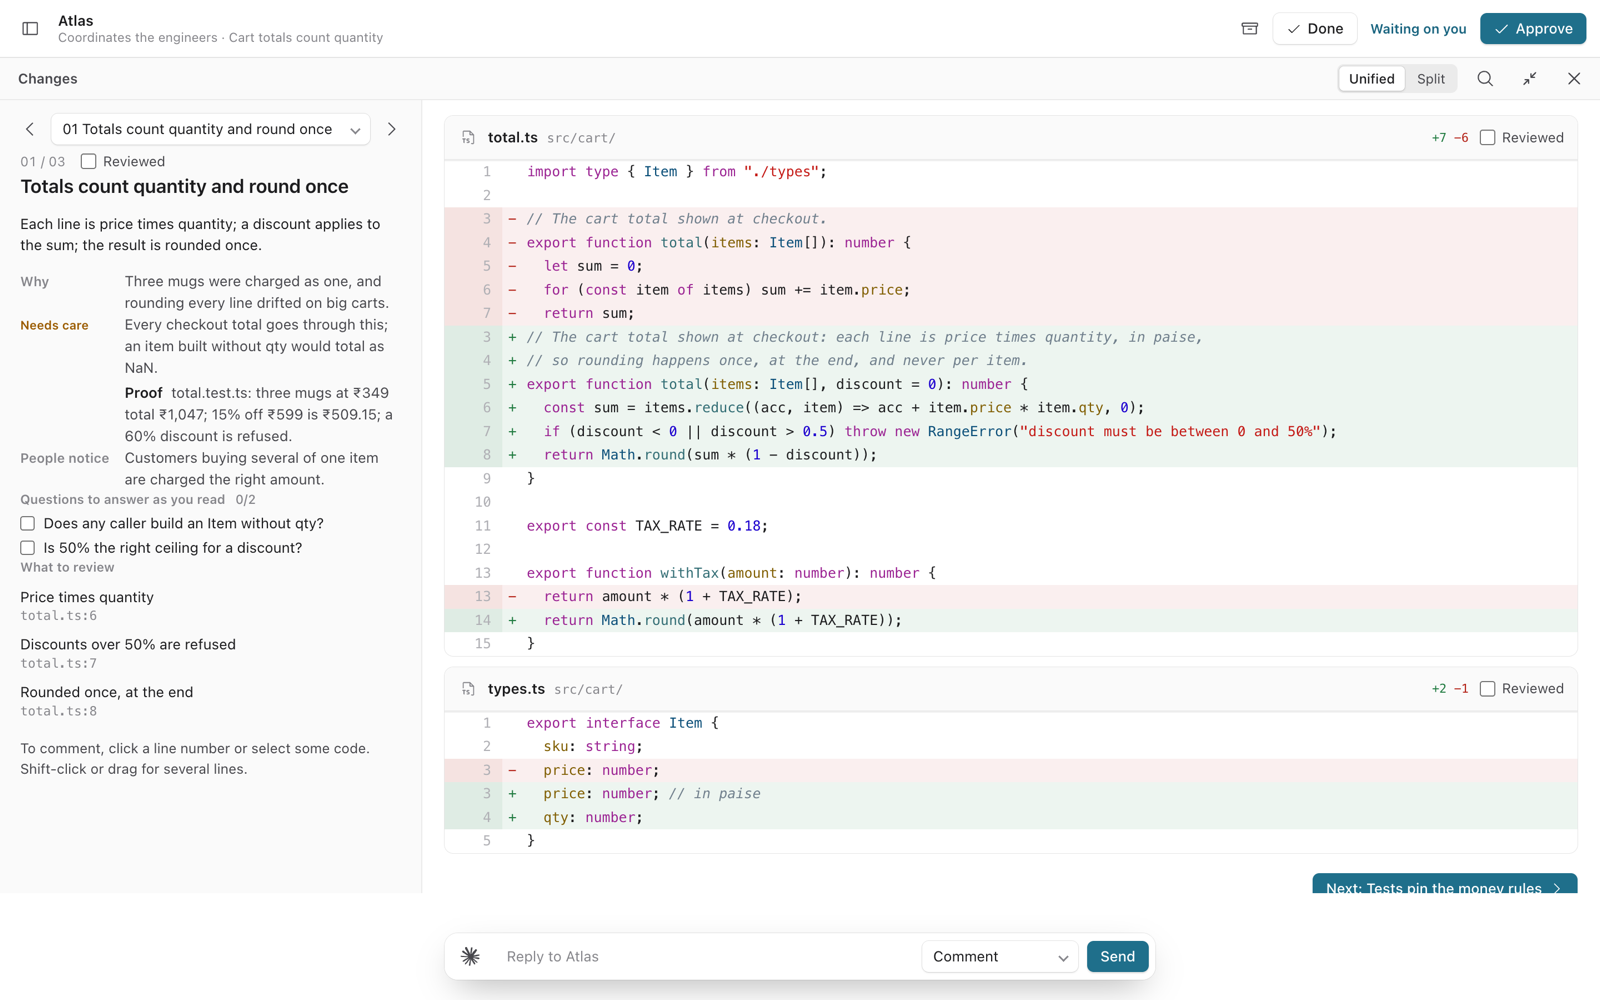 Atlas
Coordinates the engineers · Cart totals count quantity
Done
Waiting on you
Approve
Changes
Unified
Split
01 Totals count quantity and round once
01 / 03
Reviewed
Totals count quantity and round once
Each line is price times quantity; a discount applies to
the sum; the result is rounded once.
Why
Three mugs were charged as one, and
rounding every line drifted on big carts.
Needs care
Every checkout total goes through this;
an item built without qty would total as
NaN.
Proof total.test.ts: three mugs at ₹349
total ₹1,047; 15% off ₹599 is ₹509.15; a
60% discount is refused.
People notice
Customers buying several of one item
are charged the right amount.
Questions to answer as you read 0/2
Does any caller build an Item without qty?
Is 50% the right ceiling for a discount?
What to review
Price times quantity
total.ts:6
Discounts over 50% are refused
total.ts:7
Rounded once, at the end
total.ts:8
To comment, click a line number or select some code.
Shift-click or drag for several lines.
total.ts src/cart/
+7 −6
Reviewed
1 import type { Item } from "./types";
2
3 − // The cart total shown at checkout.
4 − export function total(items: Item[]): number {
5 − let sum = 0;
6 − for (const item of items) sum += item.price;
7 − return sum;
3 + // The cart total shown at checkout: each line is price times quantity, in paise,
4 + // so rounding happens once, at the end, and never per item.
5 + export function total(items: Item[], discount = 0): number {
6 + const sum = items.reduce((acc, item) => acc + item.price * item.qty, 0);
7 + if (discount < 0 || discount > 0.5) throw new RangeError("discount must be between 0 and 50%");
8 + return Math.round(sum * (1 − discount));
9 }
10
11 export const TAX_RATE = 0.18;
12
13 export function withTax(amount: number): number {
13 − return amount * (1 + TAX_RATE);
14 + return Math.round(amount * (1 + TAX_RATE));
15 }
types.ts src/cart/
+2 −1
Reviewed
1 export interface Item {
2 sku: string;
3 − price: number;
3 + price: number; // in paise
4 + qty: number;
5 }
Next: Tests pin the money rules
Reply to Atlas
Comment
Send